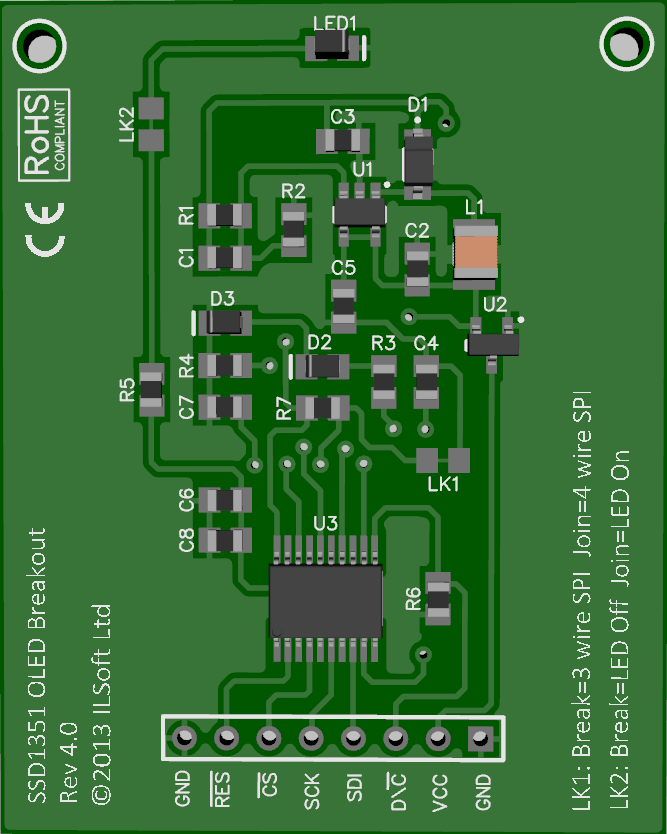 LED1
LK2
RoHS
COMPLIANT
CE
C3
D1
U1
R2
R1
L1
C2
C1
C5
D3
U2
D2
R3
C4
R4
R5
C7
R7
LK1
C6
U3
C8
R6
GND
RES
CS
SCK
SDI
D\C
VCC
GND
SSD1351 OLED Breakout
Rev 4.0
©2013 ILSoft Ltd
LK1: Break=3 wire SPI Join=4 wire SPI
LK2: Break=LED Off Join=LED On